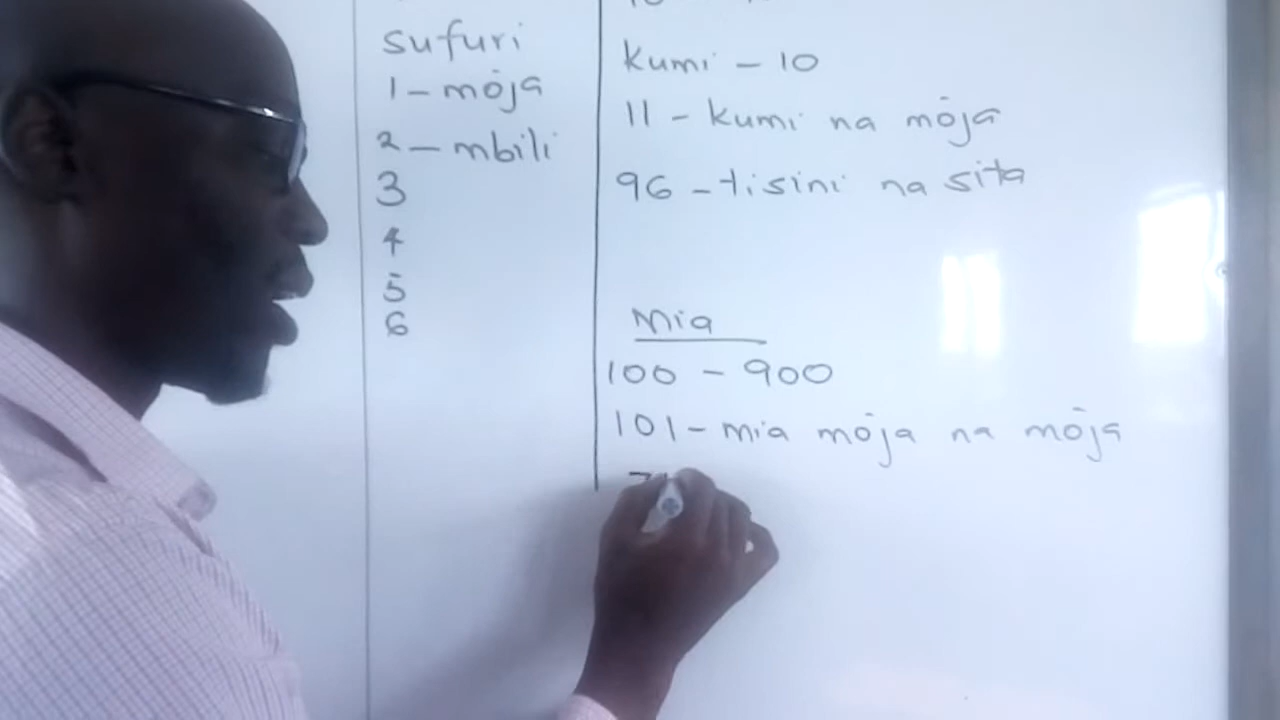 sufuri
1 - moja
2 - mbili
3
4
5
6
kumi - 10
11 - kumi na moja
96 - tisini na sita
Mia
100 - 900
101 - mia moja na moja